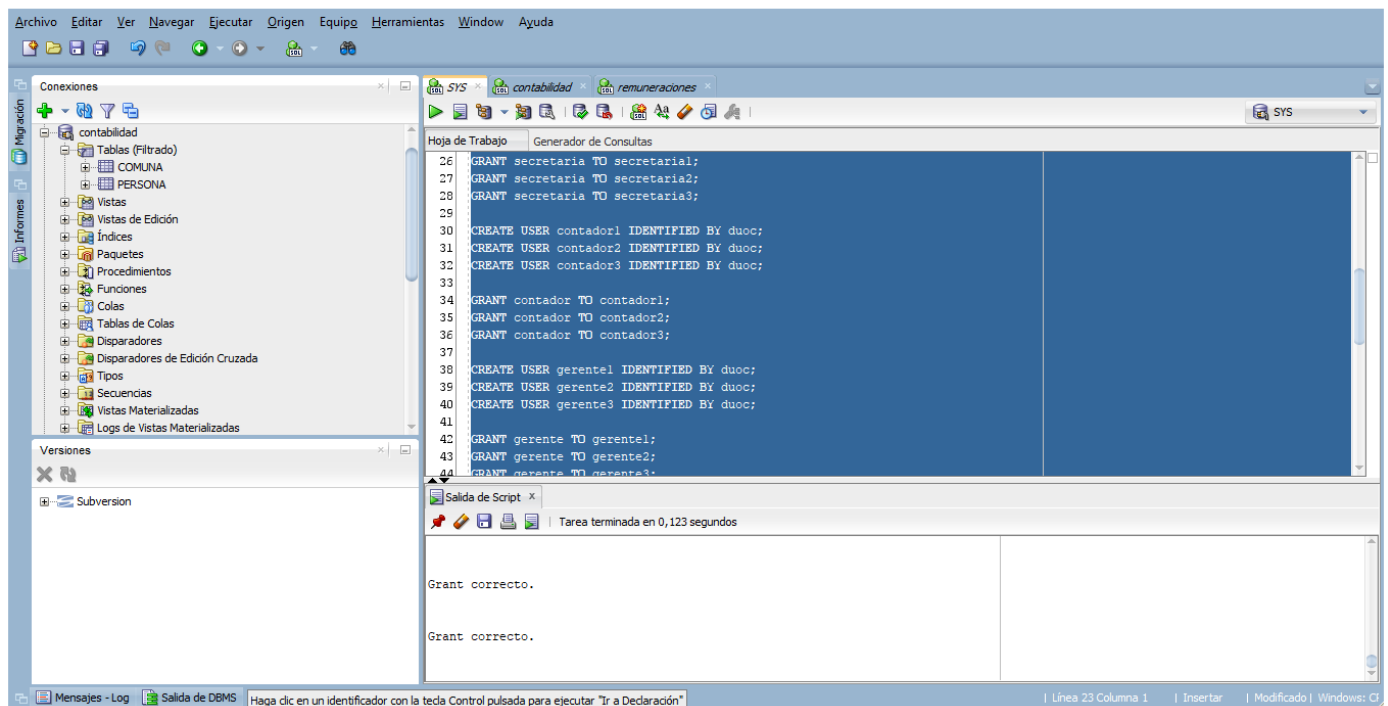 Archivo Editar Ver Navegar Ejecutar Origen Equipo Herramientas Window Ayuda
Conexiones
SYS
contabilidad
remuneraciones
Migración
Informes
contabilidad
Tablas (Filtrado)
COMUNA
PERSONA
Vistas
Vistas de Edición
Índices
Paquetes
Procedimientos
Funciones
Colas
Tablas de Colas
Disparadores
Disparadores de Edición Cruzada
Tipos
Secuencias
Vistas Materializadas
Logs de Vistas Materializadas
Versiones
Subversion
SYS
Hoja de Trabajo Generador de Consultas
26 GRANT secretaria TO secretaria1;
27 GRANT secretaria TO secretaria2;
28 GRANT secretaria TO secretaria3;
29
30 CREATE USER contador1 IDENTIFIED BY duoc;
31 CREATE USER contador2 IDENTIFIED BY duoc;
32 CREATE USER contador3 IDENTIFIED BY duoc;
33
34 GRANT contador TO contador1;
35 GRANT contador TO contador2;
36 GRANT contador TO contador3;
37
38 CREATE USER gerente1 IDENTIFIED BY duoc;
39 CREATE USER gerente2 IDENTIFIED BY duoc;
40 CREATE USER gerente3 IDENTIFIED BY duoc;
41
42 GRANT gerente TO gerente1;
43 GRANT gerente TO gerente2;
44 GRANT gerente TO gerente3;
Salida de Script
Tarea terminada en 0,123 segundos
Grant correcto.
Grant correcto.
Mensajes - Log
Salida de DBMS
Haga clic en un identificador con la tecla Control pulsada para ejecutar "Ir a Declaración"
| Línea 23 Columna 1 | Insertar | Modificado | Windows: CF